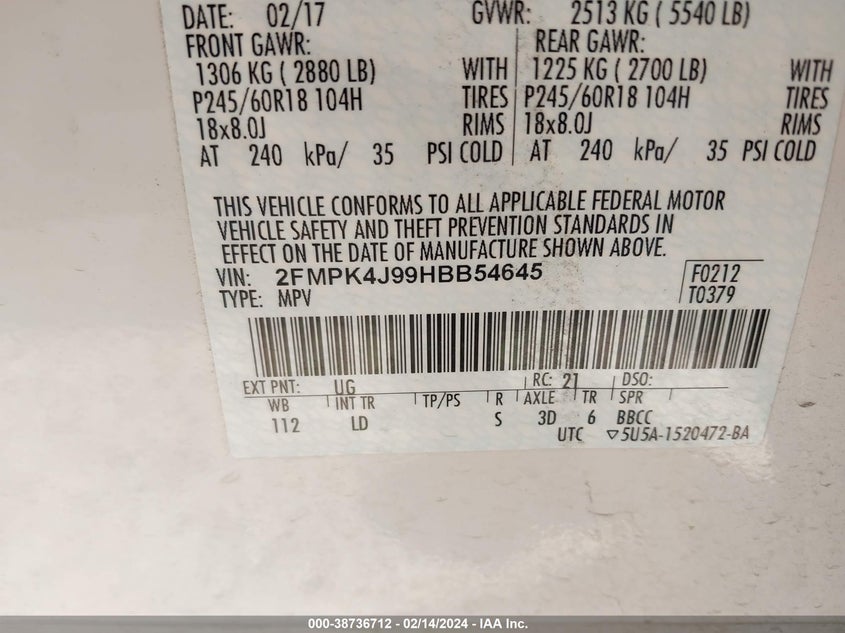 DATE: 02/17 GVWR: 2513 KG ( 5540 LB)
FRONT GAWR: REAR GAWR:
1306 KG ( 2880 LB) WITH 1225 KG ( 2700 LB) WITH
P245/60R18 104H TIRES P245/60R18 104H TIRES
18x8.0J RIMS 18x8.0J RIMS
AT 240 kPa/ 35 PSI COLD AT 240 kPa/ 35 PSI COLD
THIS VEHICLE CONFORMS TO ALL APPLICABLE FEDERAL MOTOR
VEHICLE SAFETY AND THEFT PREVENTION STANDARDS IN
EFFECT ON THE DATE OF MANUFACTURE SHOWN ABOVE.
VIN: 2FMPK4J99HBB54645 F0212
TYPE: MPV T0379
EXT PNT: UG RC: 21 DSO:
WB INT TR TP/PS R AXLE TR SPR
112 LD S 3D 6 BBCC
UTC ▽5U5A-1520472-BA
000-38736712 - 02/14/2024 - IAA Inc.